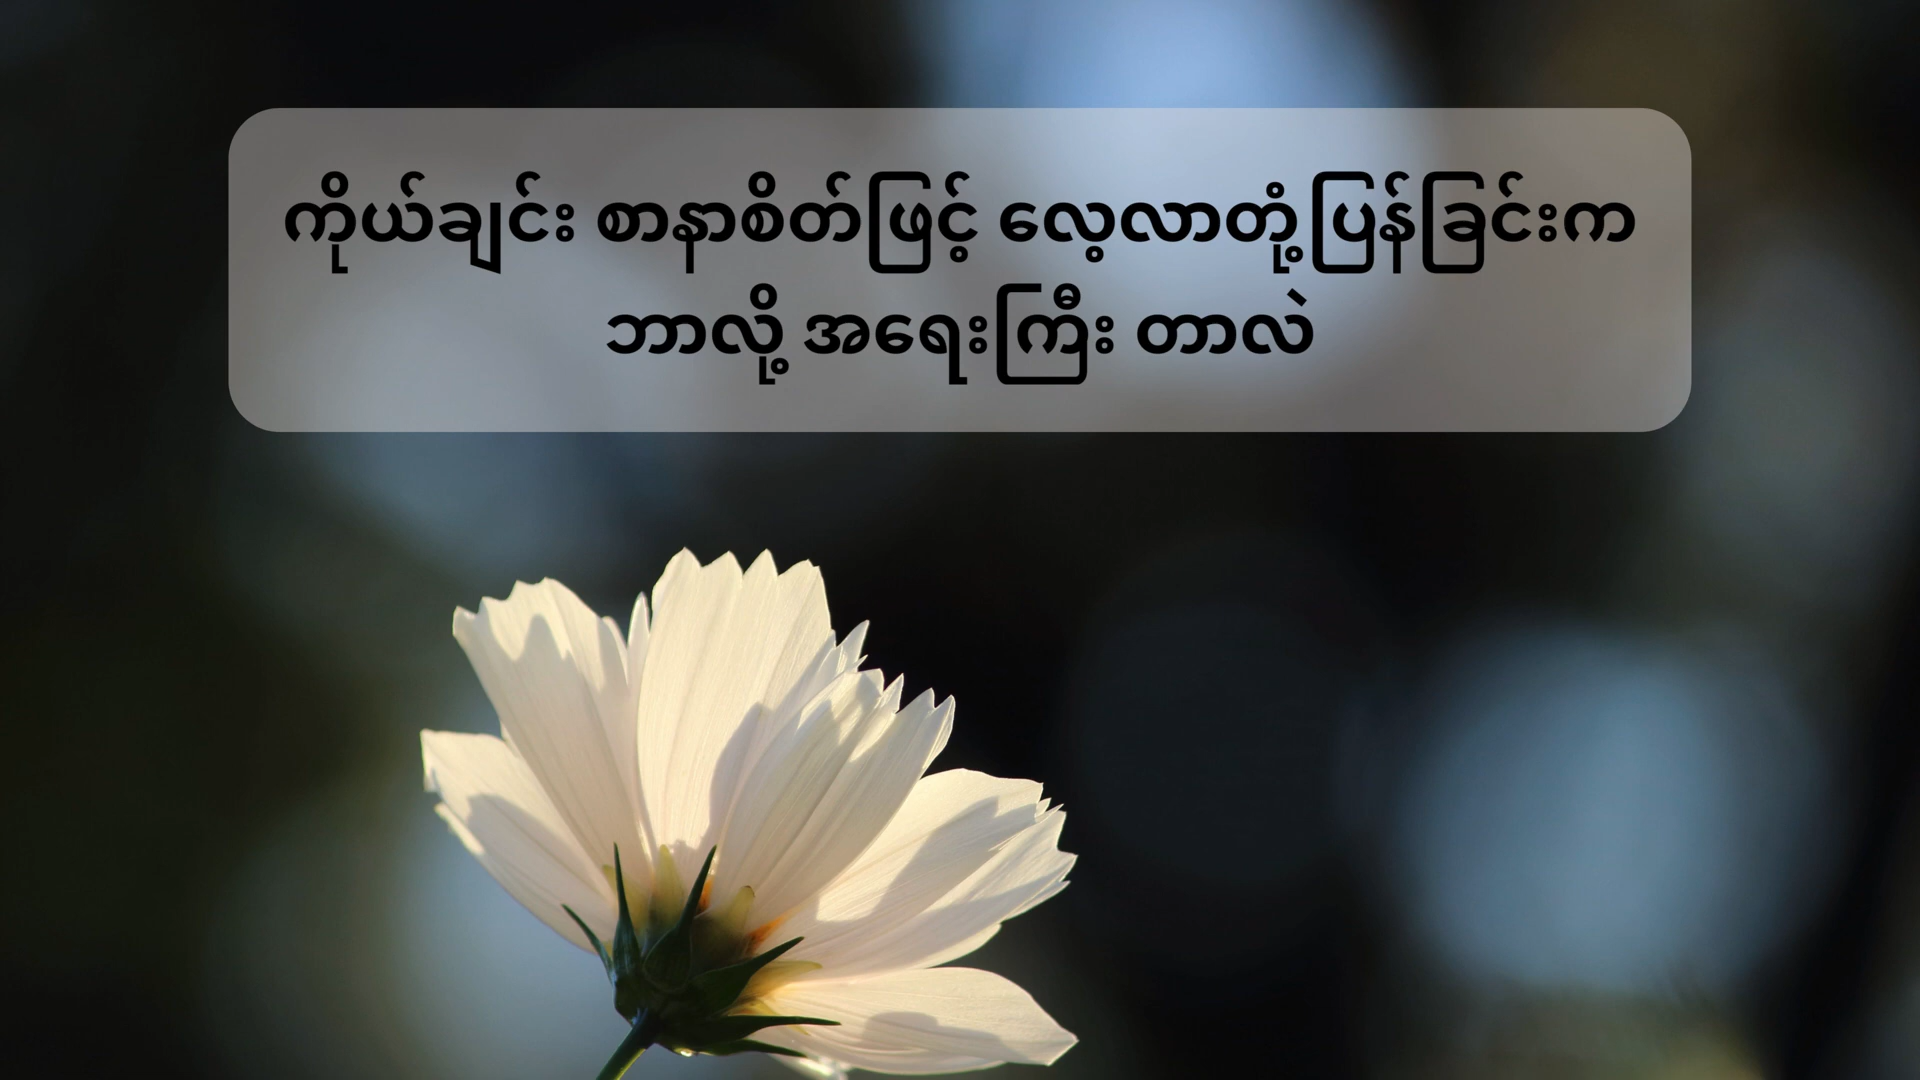 ကိုယ်ချင်း စာနာစိတ်ဖြင့် လေ့လာတုံ့ပြန်ခြင်းက
ဘာလို့ အရေးကြီး တာလဲ